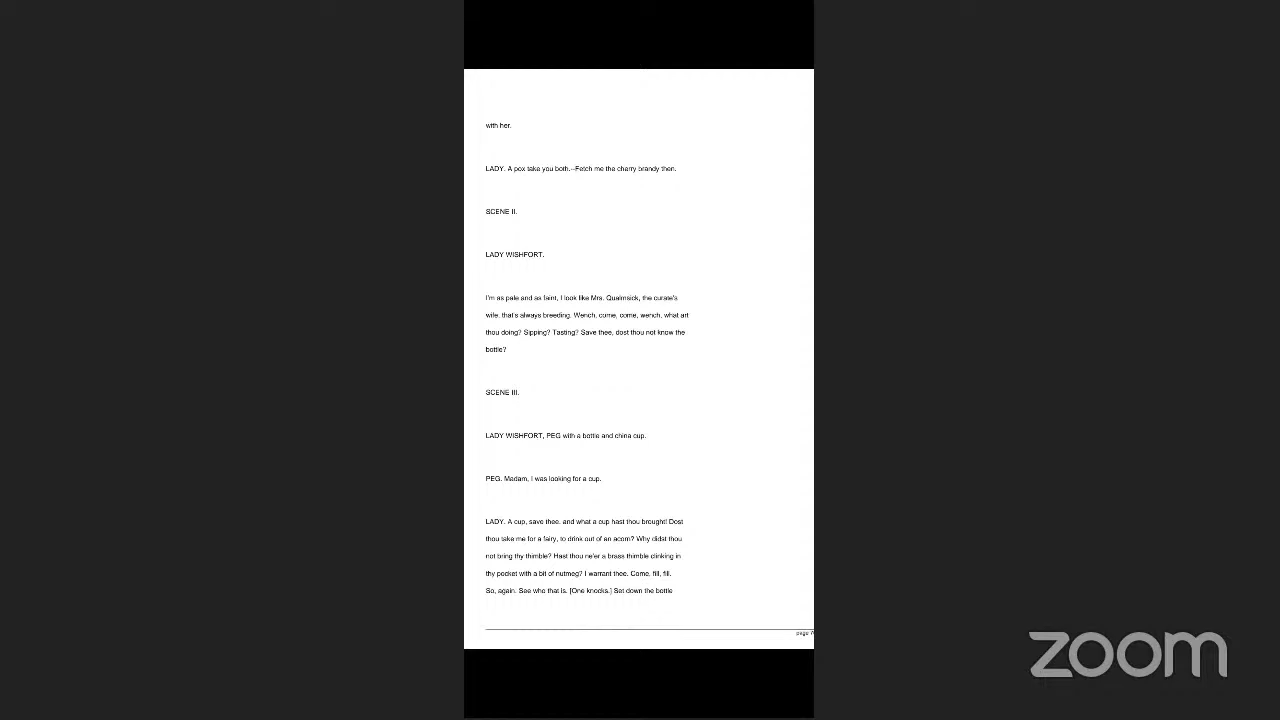 with her.
LADY. A pox take you both.--Fetch me the cherry brandy then.
SCENE II.
LADY WISHFORT.
I'm as pale and as faint, I look like Mrs. Qualmsick, the curate's
wife, that's always breeding. Wench, come, come, wench, what art
thou doing? Sipping? Tasting? Save thee, dost thou not know the
bottle?
SCENE III.
LADY WISHFORT, PEG with a bottle and china cup.
PEG. Madam, I was looking for a cup.
LADY. A cup, save thee, and what a cup hast thou brought! Dost
thou take me for a fairy, to drink out of an acorn? Why didst thou
not bring thy thimble? Hast thou ne'er a brass thimble clinking in
thy pocket with a bit of nutmeg? I warrant thee. Come, fill, fill.
So, again. See who that is. [One knocks.] Set down the bottle
page
zoom